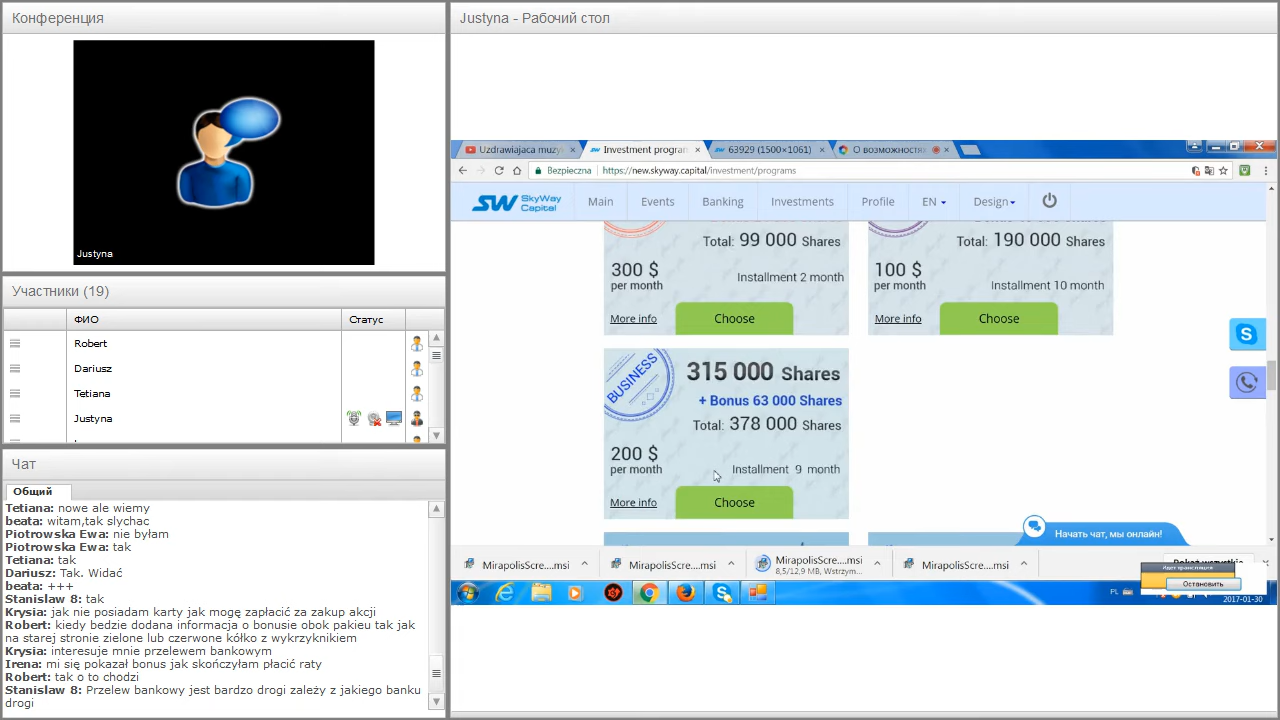 Конференция
Justyna
Участники (19)
ФИО
Статус
Robert
Dariusz
Tetiana
Justyna
Чат
Общий
Tetiana: nowe ale wiemy
beata: witam,tak slychac
Piotrowska Ewa: nie byłam
Piotrowska Ewa: tak
Tetiana: tak
Dariusz: Tak. Widać
beata: +++
Stanislaw 8: tak
Krysia: jak nie posiadam karty jak mogę zapłacić za zakup akcji
Robert: kiedy bedzie dodana informacja o bonusie obok pakieu tak jak
na starej stronie zielone lub czerwone kółko z wykrzyknikiem
Krysia: interesuje mnie przelewem bankowym
Irena: mi się pokazał bonus jak skończyłam płacić raty
Robert: tak o to chodzi
Stanislaw 8: Przelew bankowy jest bardzo drogi zależy z jakiego banku
drogi
Justyna - Рабочий стол
Uzdrawiajaca muzy
Investment program
63929 (1500×1061)
О возможностях
Bezpieczna
https://new.skyway.capital/investment/programs
SW SkyWay Capital
Main
Events
Banking
Investments
Profile
EN
Design
Total: 99 000 Shares
300 $
per month
Installment 2 month
More info
Choose
Total: 190 000 Shares
100 $
per month
Installment 10 month
More info
Choose
BUSINESS
315 000 Shares
+ Bonus 63 000 Shares
Total: 378 000 Shares
200 $
per month
Installment 9 month
More info
Choose
Начать чат, мы онлайн!
MirapolisScre....msi
MirapolisScre....msi
MirapolisScre....msi
8,5/12,9 MB, Wstrzym...
MirapolisScre....msi
Идет трансляция
Остановить
PL
2017-01-30